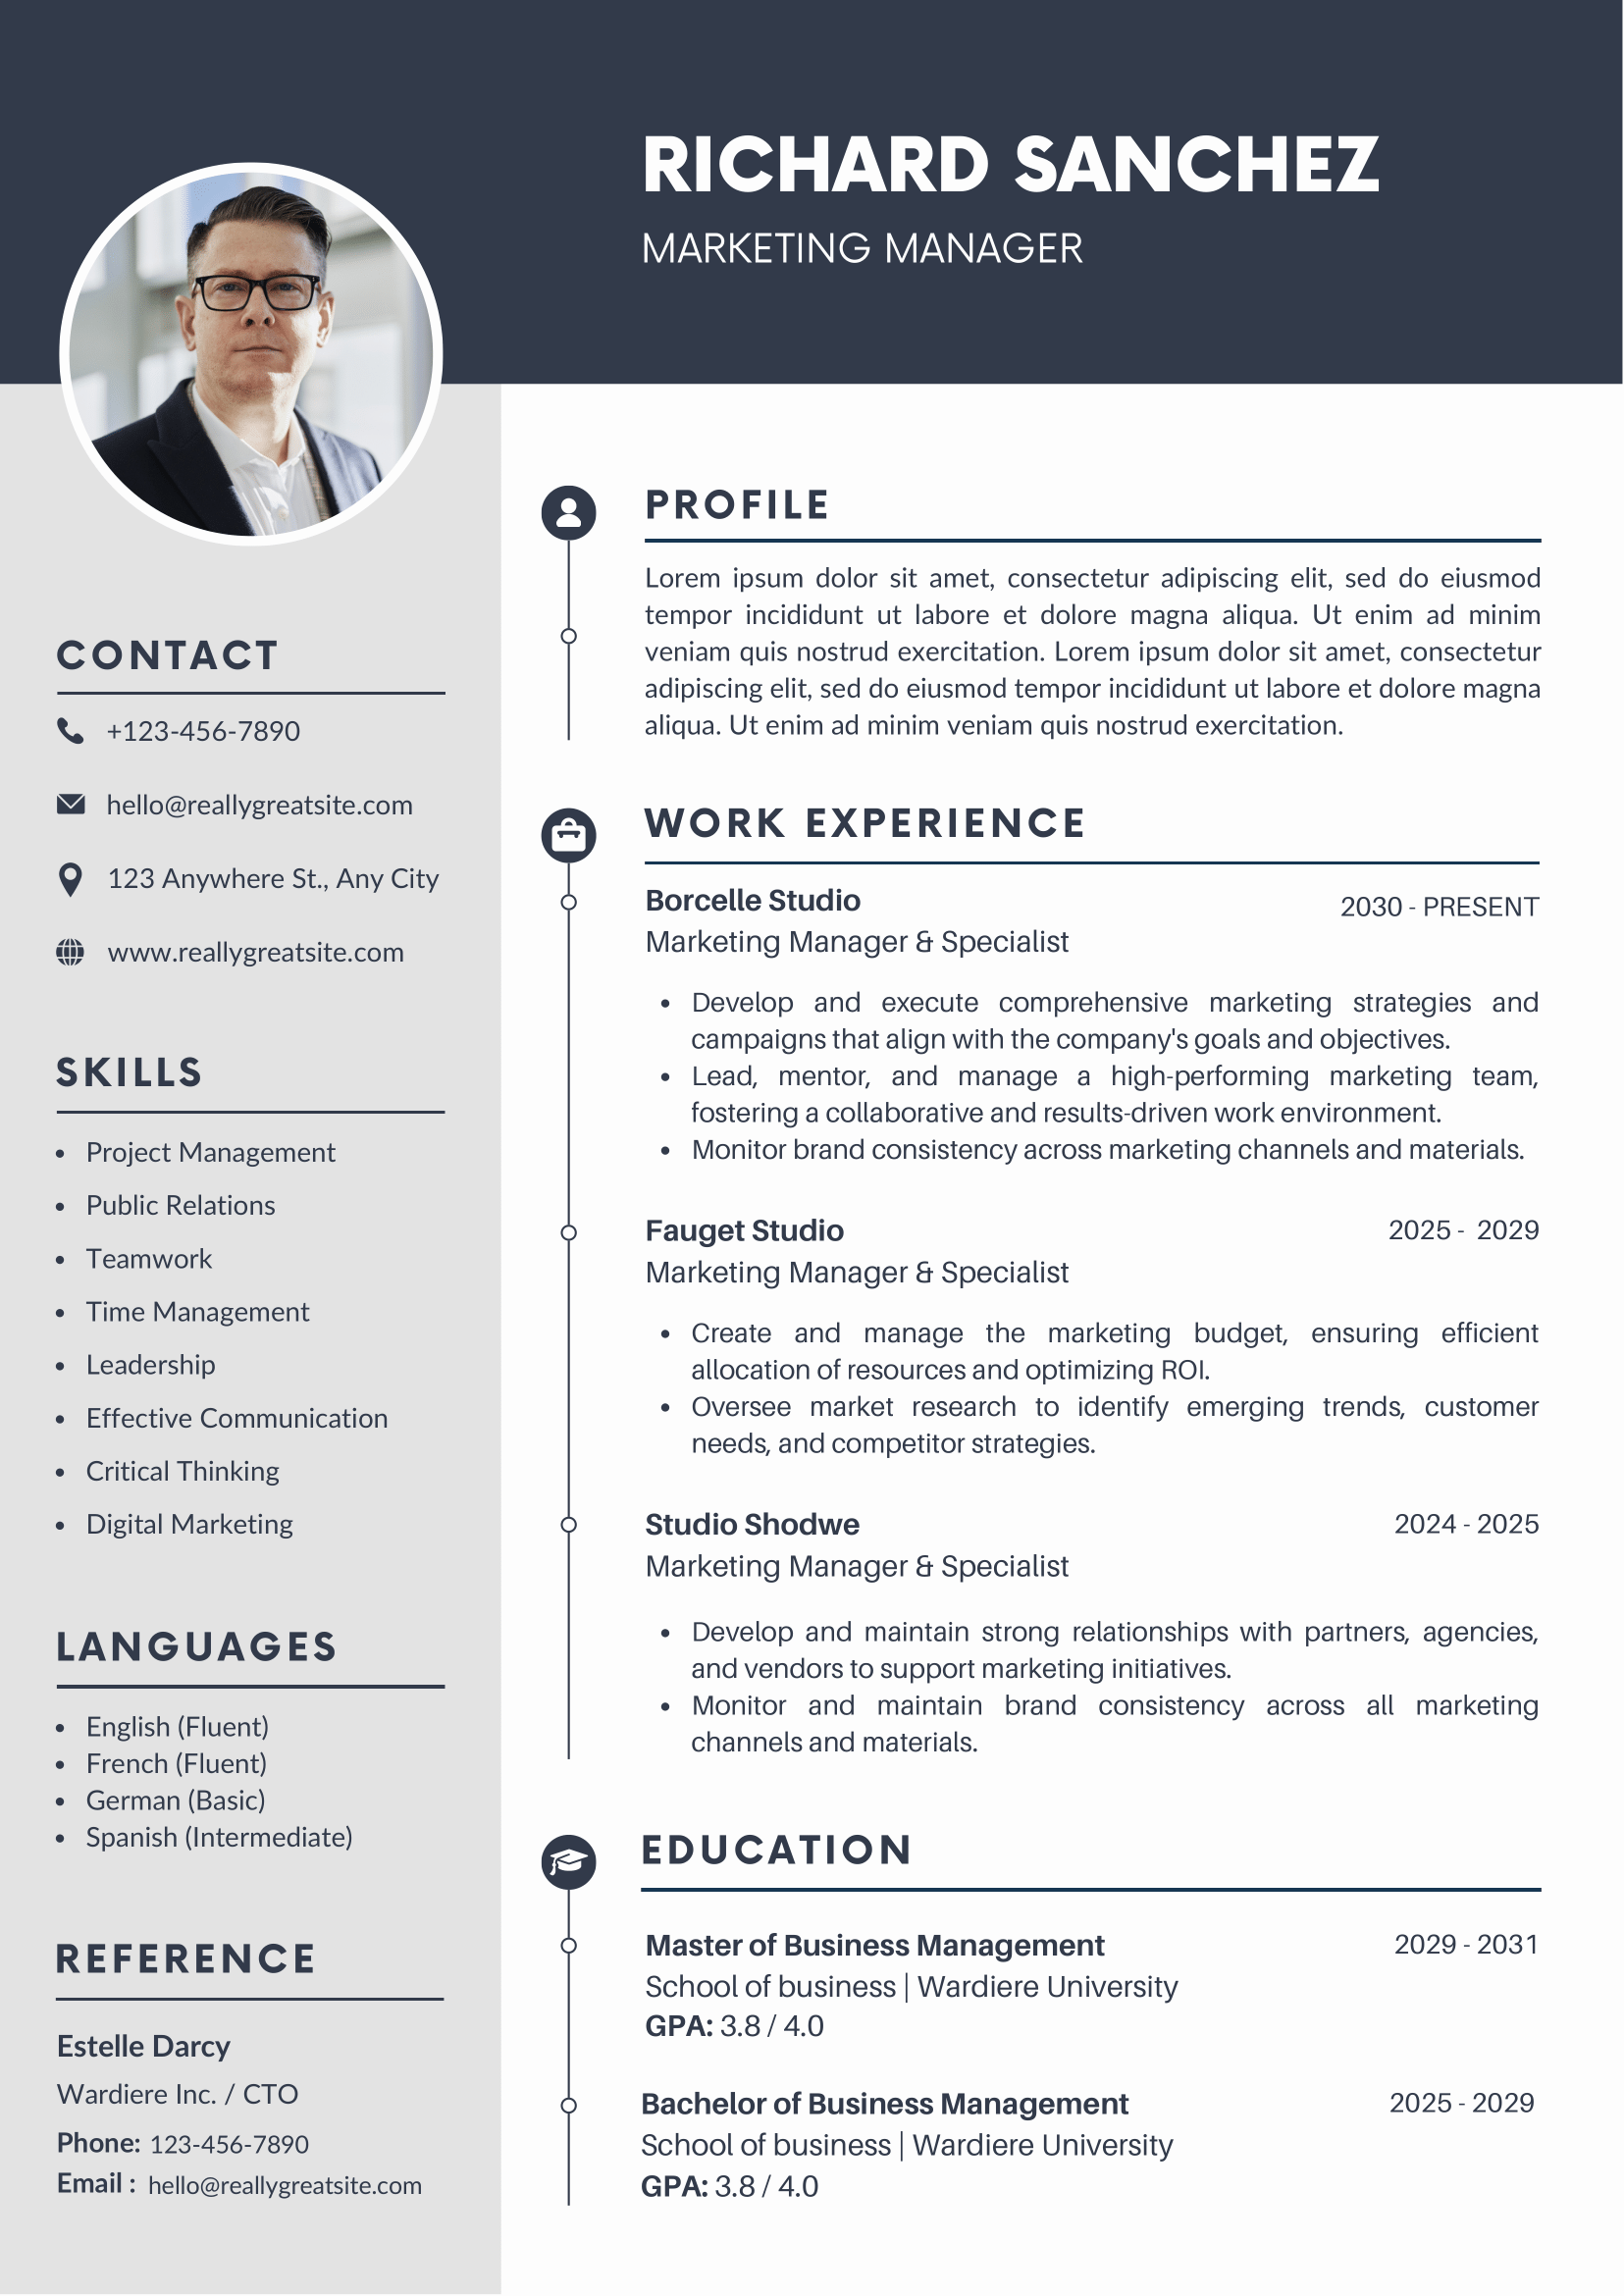 RICHARD SANCHEZ
MARKETING MANAGER
CONTACT
+123-456-7890
hello@reallygreatsite.com
123 Anywhere St., Any City
www.reallygreatsite.com
SKILLS
• Project Management
• Public Relations
• Teamwork
• Time Management
• Leadership
• Effective Communication
• Critical Thinking
• Digital Marketing
LANGUAGES
• English (Fluent)
• French (Fluent)
• German (Basic)
• Spanish (Intermediate)
REFERENCE
Estelle Darcy
Wardiere Inc. / CTO
Phone: 123-456-7890
Email : hello@reallygreatsite.com
PROFILE
Lorem ipsum dolor sit amet, consectetur adipiscing elit, sed do eiusmod
tempor incididunt ut labore et dolore magna aliqua. Ut enim ad minim
veniam quis nostrud exercitation. Lorem ipsum dolor sit amet, consectetur
adipiscing elit, sed do eiusmod tempor incididunt ut labore et dolore magna
aliqua. Ut enim ad minim veniam quis nostrud exercitation.
WORK EXPERIENCE
Borcelle Studio 2030 - PRESENT
Marketing Manager & Specialist
• Develop and execute comprehensive marketing strategies and
campaigns that align with the company's goals and objectives.
• Lead, mentor, and manage a high-performing marketing team,
fostering a collaborative and results-driven work environment.
• Monitor brand consistency across marketing channels and materials.
Fauget Studio 2025 - 2029
Marketing Manager & Specialist
• Create and manage the marketing budget, ensuring efficient
allocation of resources and optimizing ROI.
• Oversee market research to identify emerging trends, customer
needs, and competitor strategies.
Studio Shodwe 2024 - 2025
Marketing Manager & Specialist
• Develop and maintain strong relationships with partners, agencies,
and vendors to support marketing initiatives.
• Monitor and maintain brand consistency across all marketing
channels and materials.
EDUCATION
Master of Business Management 2029 - 2031
School of business | Wardiere University
GPA: 3.8 / 4.0
Bachelor of Business Management 2025 - 2029
School of business | Wardiere University
GPA: 3.8 / 4.0